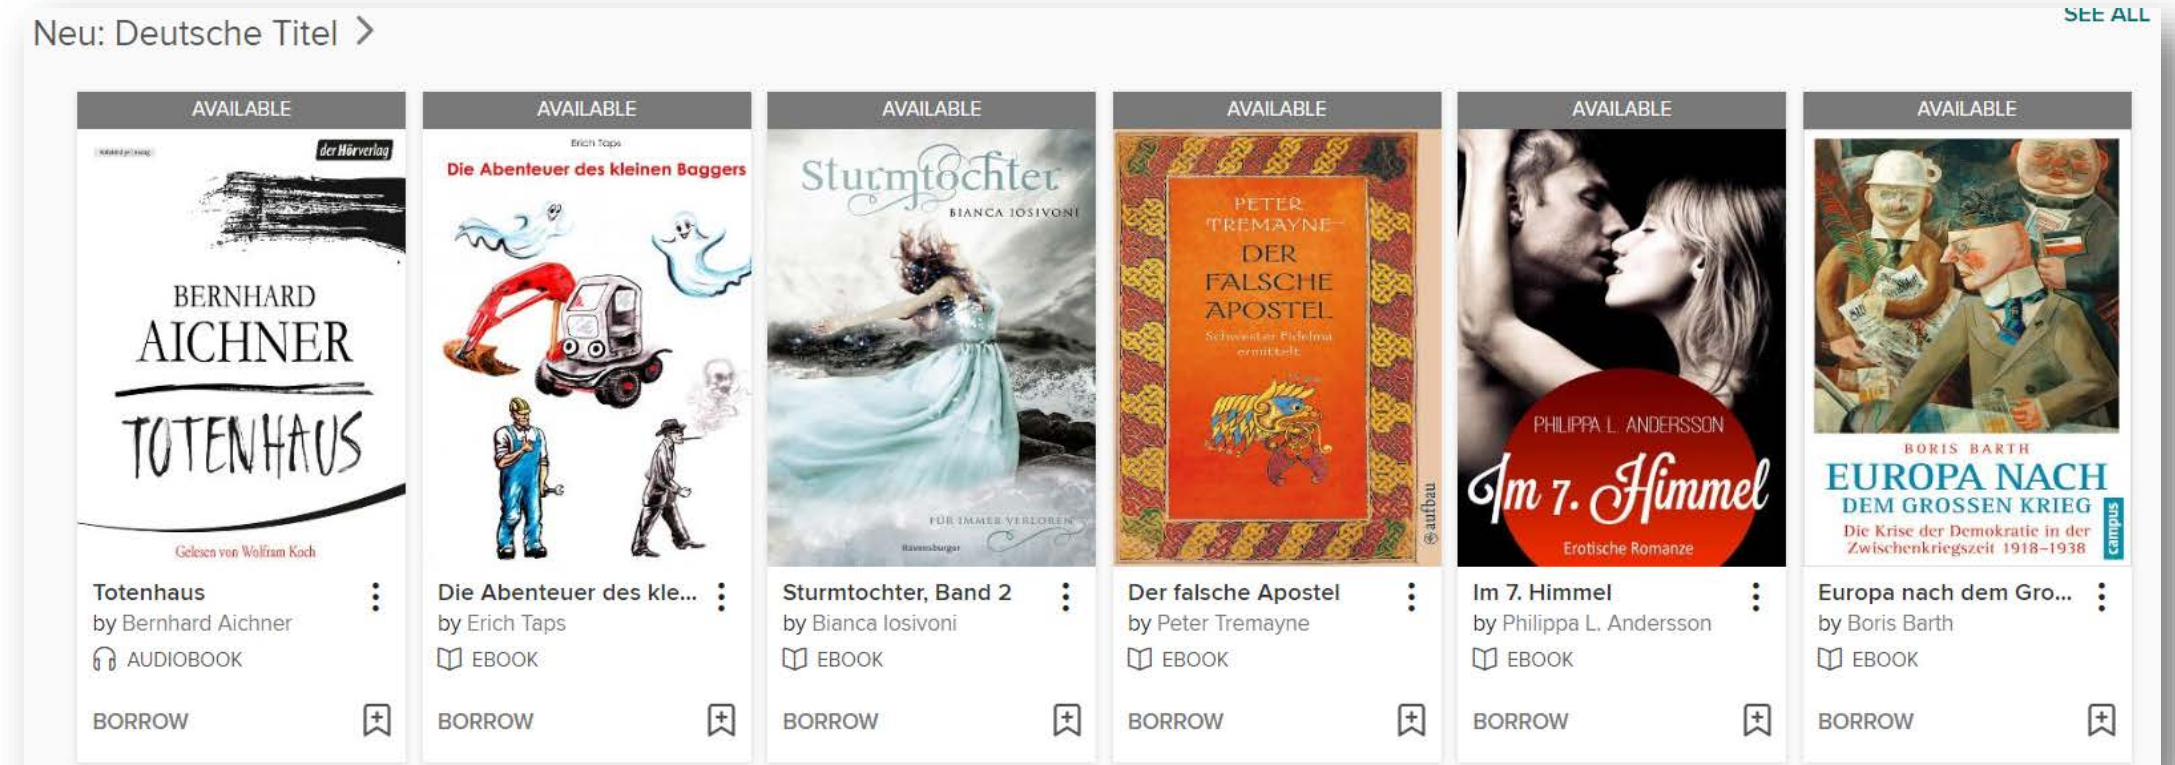 Neu: Deutsche Titel
SEE ALL
AVAILABLE
der Hörverlag
BERNHARD
AICHNER
TOTENHAUS
Gelesen von Wolfram Koch
Totenhaus
by Bernhard Aichner
AUDIOBOOK
BORROW
AVAILABLE
Erich Taps
Die Abenteuer des kleinen Baggers
Die Abenteuer des kle...
by Erich Taps
EBOOK
BORROW
AVAILABLE
Sturmtochter
BIANCA IOSIVONI
FÜR IMMER VERLOREN
Ravensburger
Sturmtochter, Band 2
by Bianca Iosivoni
EBOOK
BORROW
AVAILABLE
PETER
TREMAYNE
DER
FALSCHE
APOSTEL
Schwester Fidelma
ermittelt
aufbau
Der falsche Apostel
by Peter Tremayne
EBOOK
BORROW
AVAILABLE
PHILIPPA L. ANDERSSON
Im 7. Himmel
Erotische Romanze
Im 7. Himmel
by Philippa L. Andersson
EBOOK
BORROW
AVAILABLE
BORIS BARTH
EUROPA NACH
DEM GROSSEN KRIEG
Die Krise der Demokratie in der
Zwischenkriegszeit 1918–1938
campus
Europa nach dem Gro...
by Boris Barth
EBOOK
BORROW